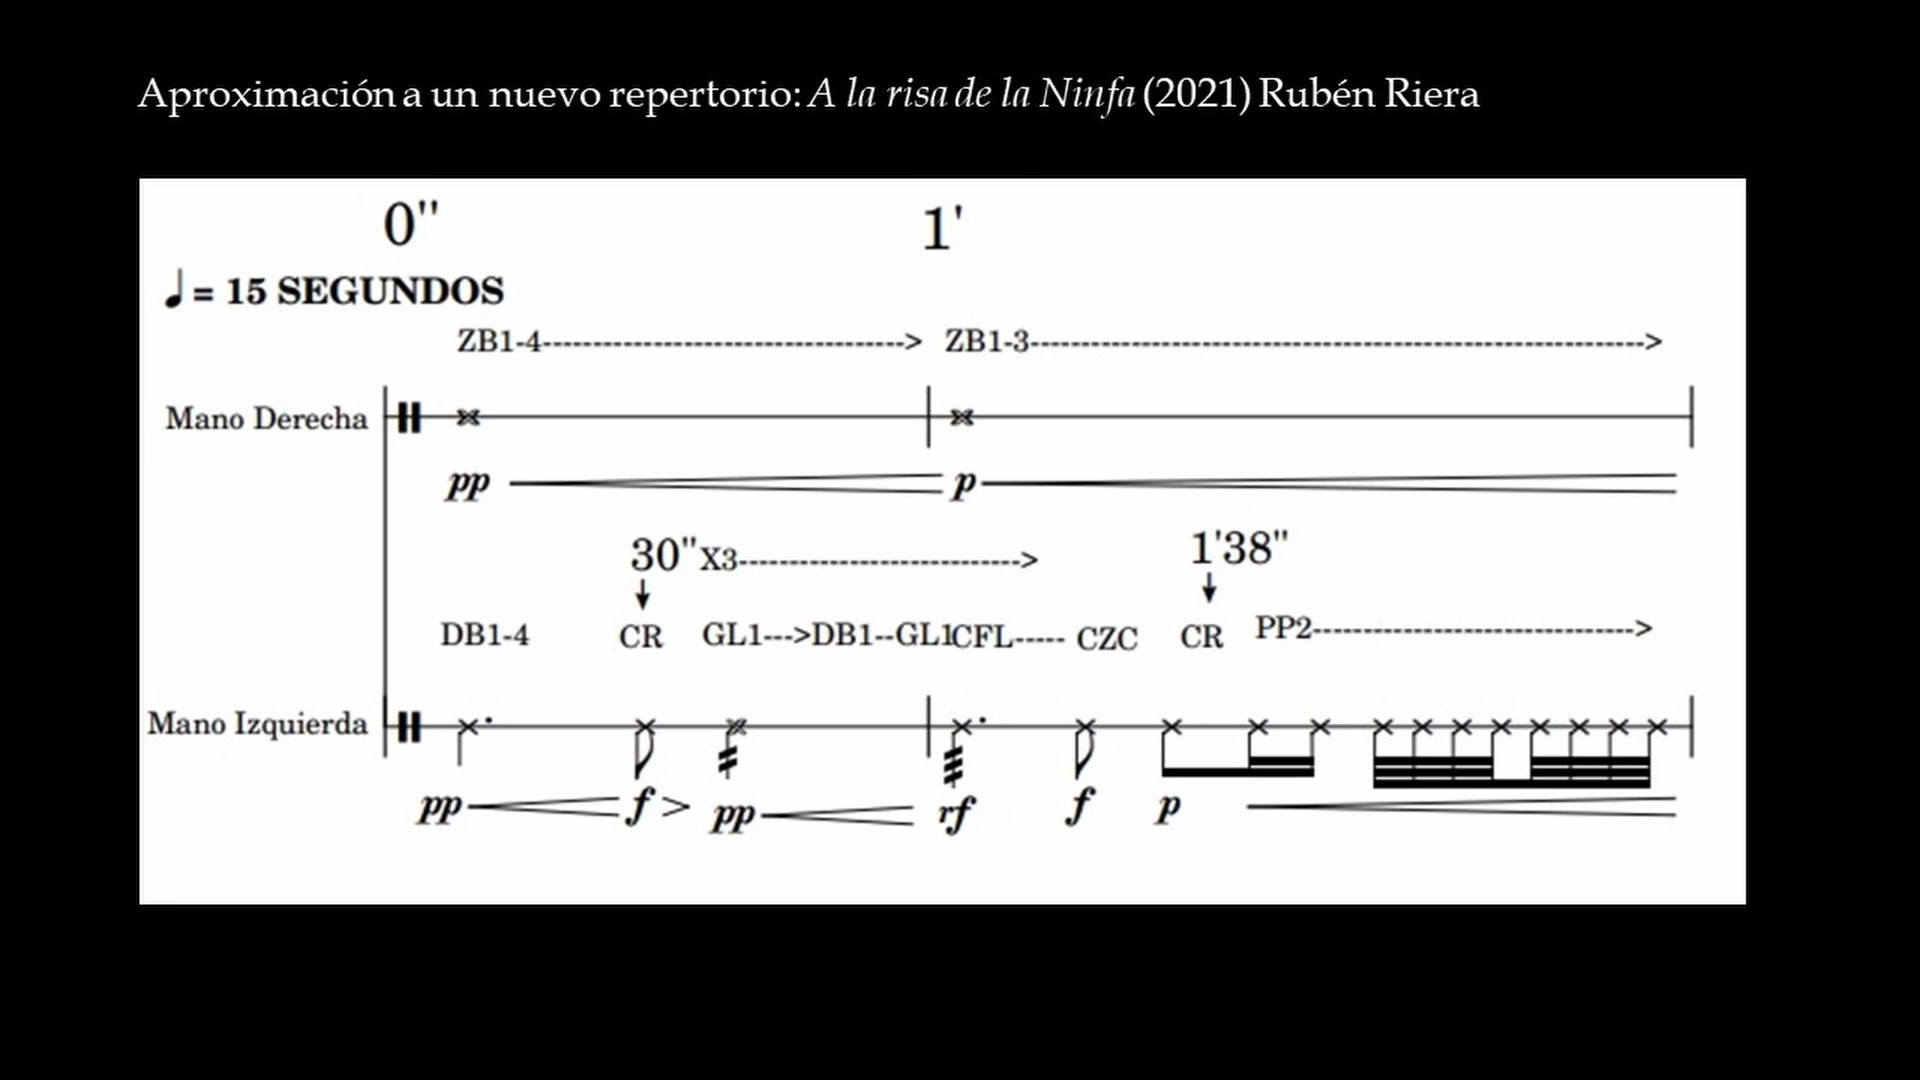 Aproximación a un nuevo repertorio: A la risa de la Ninfa (2021) Rubén Riera
0" 1'
= 15 SEGUNDOS
ZB1-4-----------------------------------> ZB1-3------------------------------------------------------------->
Mano Derecha
pp p
30" X3----------------------------> 1'38"
DB1-4 CR GL1--->DB1--GL1CFL----- CZC CR PP2-------------------------------->
Mano Izquierda
pp f > pp rf f p